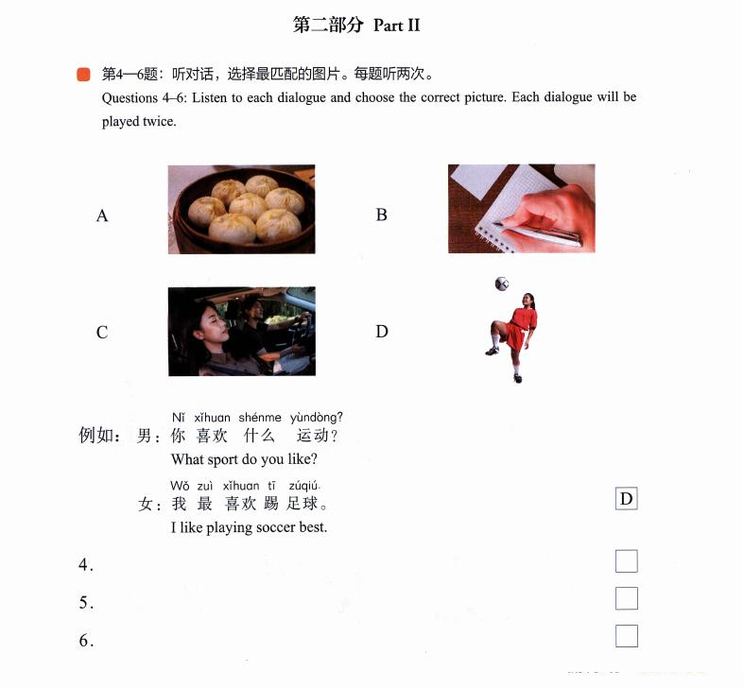 第二部分 Part II
第4—6题：听对话，选择最匹配的图片。每题听两次。
Questions 4–6: Listen to each dialogue and choose the correct picture. Each dialogue will be
played twice.
A
B
C
D
Nǐ xǐhuan shénme yùndòng?
例如： 男：你 喜欢 什么 运动？
What sport do you like?
Wǒ zuì xǐhuan tī zúqiú.
女：我 最 喜欢 踢 足球。
D
I like playing soccer best.
4.
5.
6.